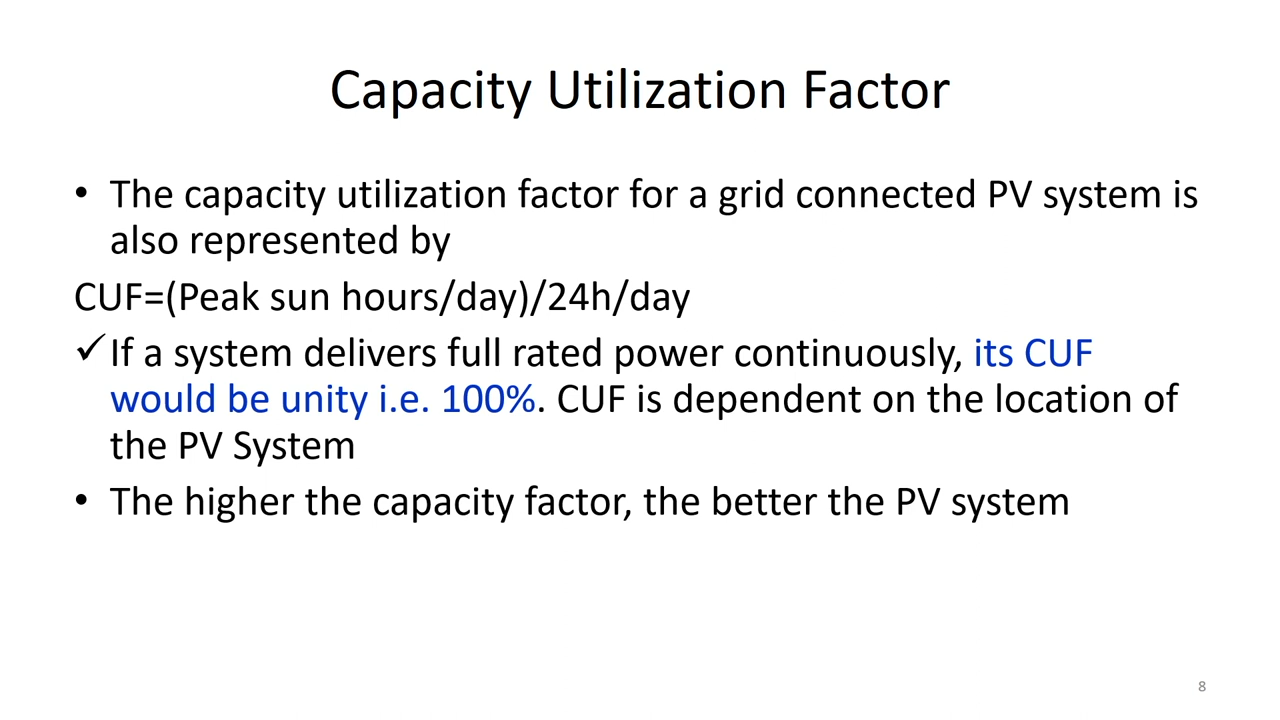 Capacity Utilization Factor
• The capacity utilization factor for a grid connected PV system is
also represented by
CUF=(Peak sun hours/day)/24h/day
✓If a system delivers full rated power continuously, its CUF
would be unity i.e. 100%. CUF is dependent on the location of
the PV System
• The higher the capacity factor, the better the PV system
8